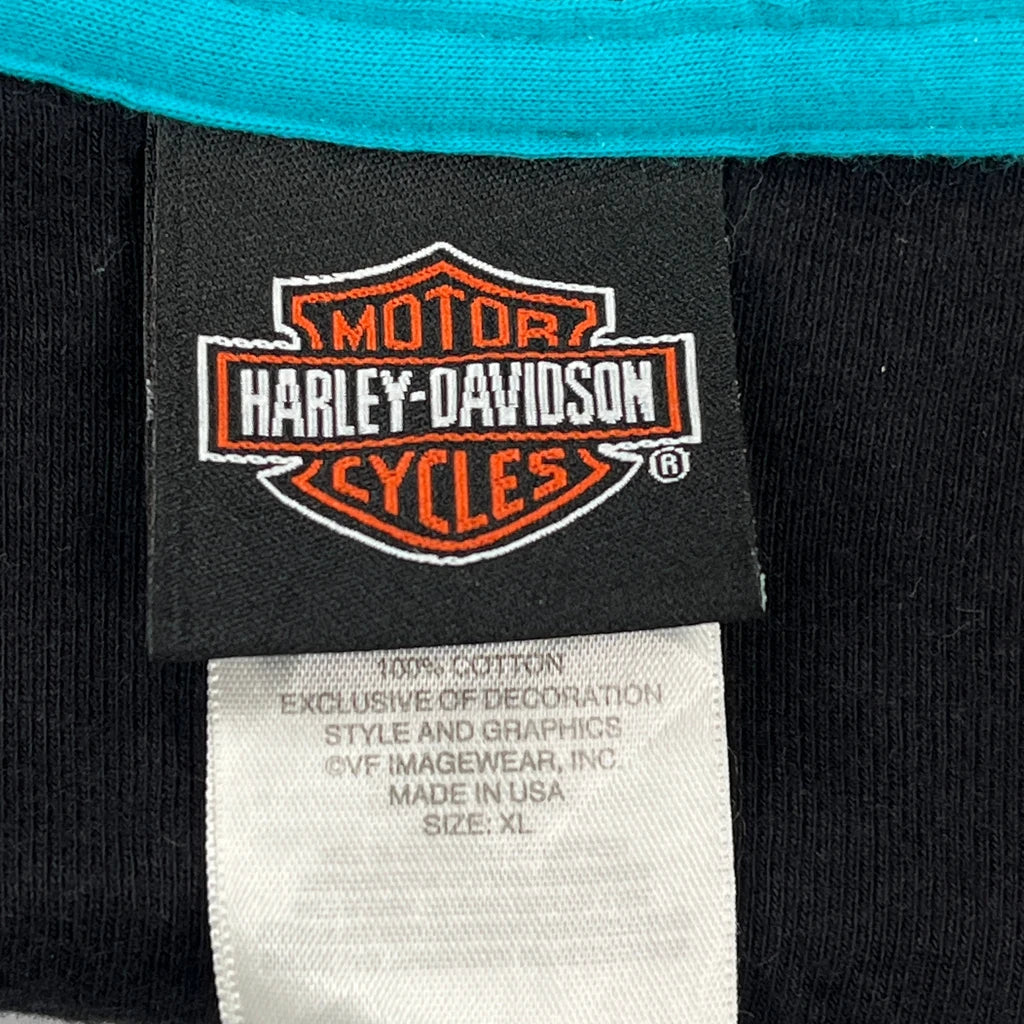 MOTOR
HARLEY-DAVIDSON
CYCLES
®
100% COTTON
EXCLUSIVE OF DECORATION
STYLE AND GRAPHICS
©VF IMAGEWEAR, INC.
MADE IN USA
SIZE: XL